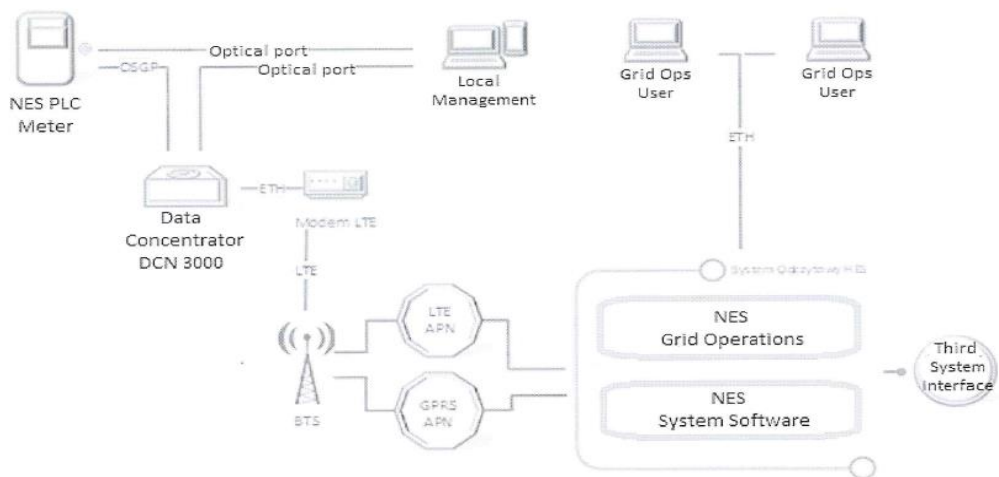 Optical port
OSGP
Optical port
NES PLC
Meter
Local
Management
Grid Ops
User
Grid Ops
User
ETH
ETH
Data
Concentrator
DCN 3000
Modem LTE
LTE
System Odczytowy HES
LTE
APN
NES
Grid Operations
Third
System
Interface
BTS
GPRS
APN
NES
System Software